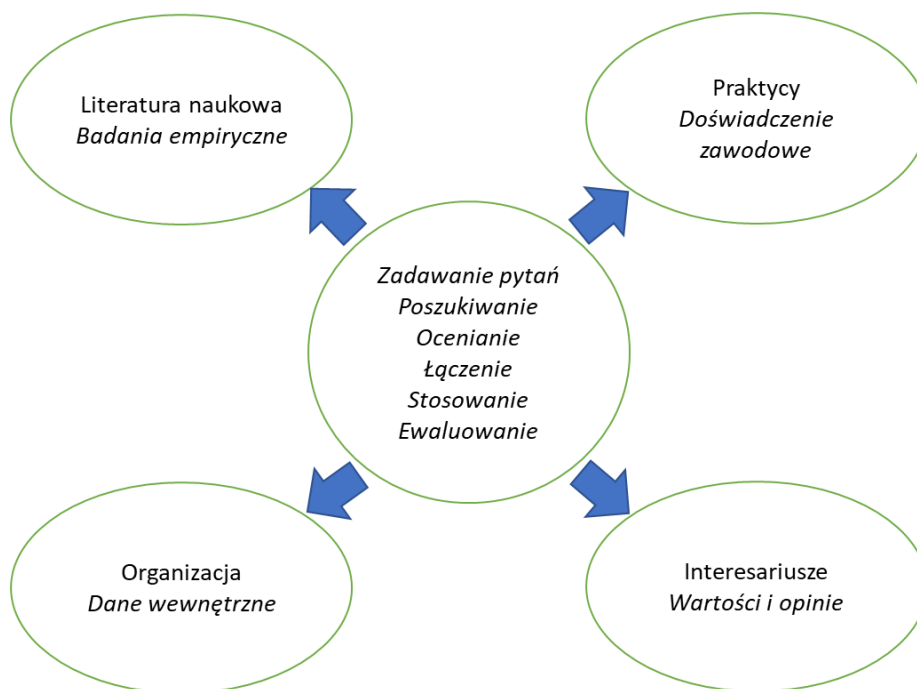 Literatura naukowa
Badania empiryczne
Praktycy
Doświadczenie
zawodowe
Zadawanie pytań
Poszukiwanie
Ocenianie
Łączenie
Stosowanie
Ewaluowanie
Organizacja
Dane wewnętrzne
Interesariusze
Wartości i opinie